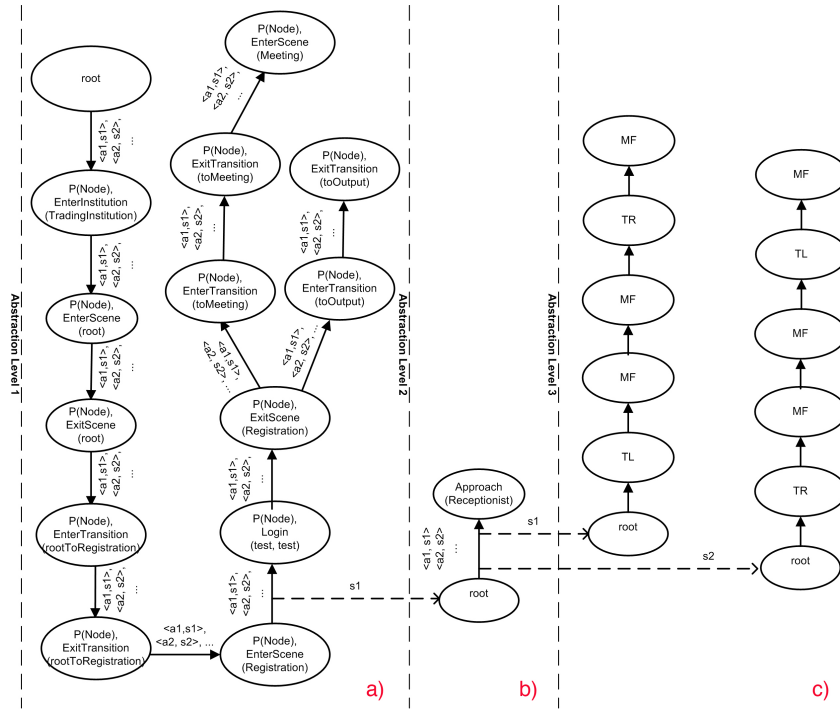 Abstraction Level 1
root
<a1,s1>,
<a2, s2>,
...
P(Node),
EnterInstitution
(TradingInstitution)
<a1,s1>,
<a2, s2>,
...
P(Node),
EnterScene
(root)
<a1,s1>,
<a2, s2>,
...
P(Node),
ExitScene
(root)
<a1,s1>,
<a2, s2>,
...
P(Node),
EnterTransition
(rootToRegistration)
<a1,s1>,
<a2, s2>,
...
P(Node),
ExitTransition
(rootToRegistration)
<a1,s1>,
<a2, s2>, ...
P(Node),
EnterScene
(Registration)
<a1,s1>,
<a2, s2>,
...
s1
P(Node),
Login
(test, test)
<a1,s1>,
<a2, s2>,
...
P(Node),
ExitScene
(Registration)
<a1,s1>,
<a2, s2>, ...
<a1,s1>,
<a2, s2>, ...
P(Node),
EnterTransition
(toMeeting)
P(Node),
EnterTransition
(toOutput)
<a1,s1>,
<a2, s2>,
...
<a1,s1>,
<a2, s2>,
...
P(Node),
ExitTransition
(toMeeting)
P(Node),
ExitTransition
(toOutput)
<a1,s1>,
<a2, s2>,
...
P(Node),
EnterScene
(Meeting)
a)
Abstraction Level 2
Approach
(Receptionist)
<a1, s1>
<a2, s2>
...
root
s1
s2
b)
Abstraction Level 3
MF
TR
MF
MF
TL
root
MF
TL
MF
MF
TR
root
c)